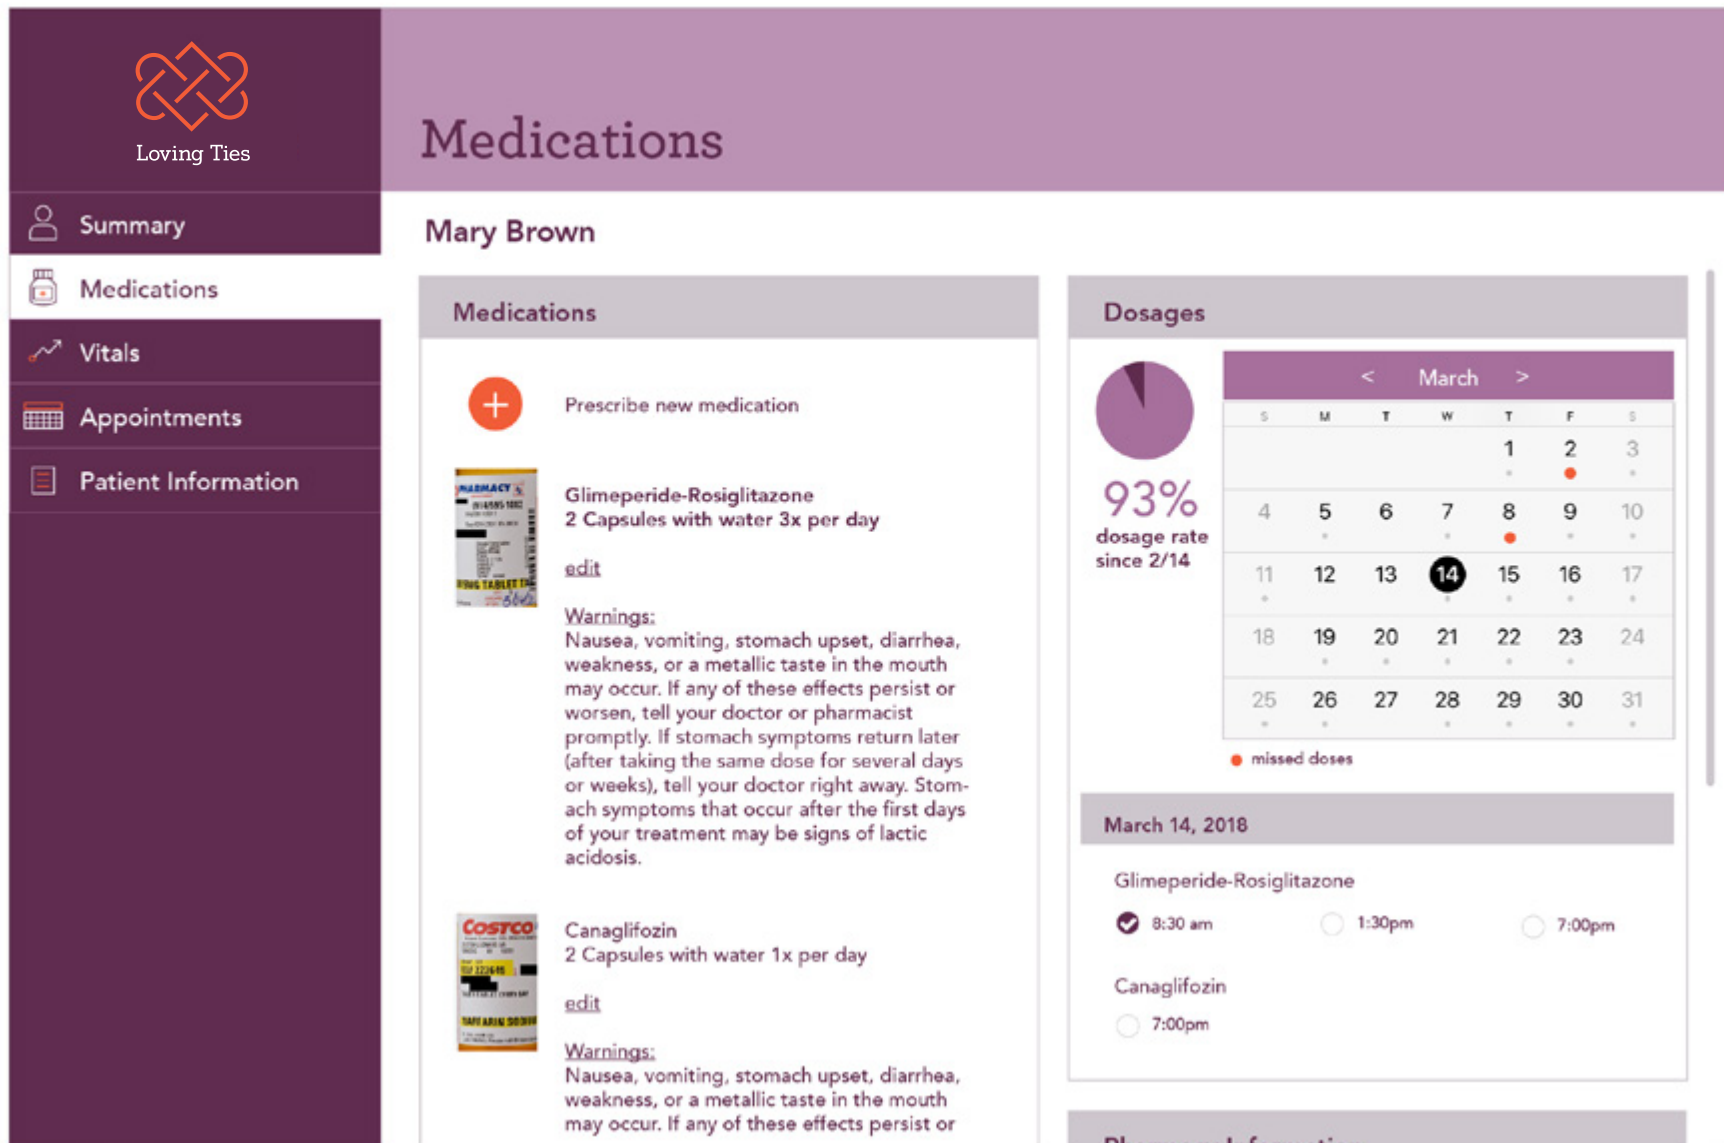 Loving Ties
Medications
Summary
Medications
Vitals
Appointments
Patient Information
Mary Brown
Medications
Prescribe new medication
PHARMACY
Glimeperide-Rosiglitazone
2 Capsules with water 3x per day
edit
Warnings:
Nausea, vomiting, stomach upset, diarrhea,
weakness, or a metallic taste in the mouth
may occur. If any of these effects persist or
worsen, tell your doctor or pharmacist
promptly. If stomach symptoms return later
(after taking the same dose for several days
or weeks), tell your doctor right away. Stom-
ach symptoms that occur after the first days
of your treatment may be signs of lactic
acidosis.
COSTCO
Canaglifozin
2 Capsules with water 1x per day
edit
Warnings:
Nausea, vomiting, stomach upset, diarrhea,
weakness, or a metallic taste in the mouth
may occur. If any of these effects persist or
Dosages
93%
dosage rate
since 2/14
< March >
S M T W T F S
1 2 3
4 5 6 7 8 9 10
11 12 13 14 15 16 17
18 19 20 21 22 23 24
25 26 27 28 29 30 31
missed doses
March 14, 2018
Glimeperide-Rosiglitazone
8:30 am 1:30pm 7:00pm
Canaglifozin
7:00pm